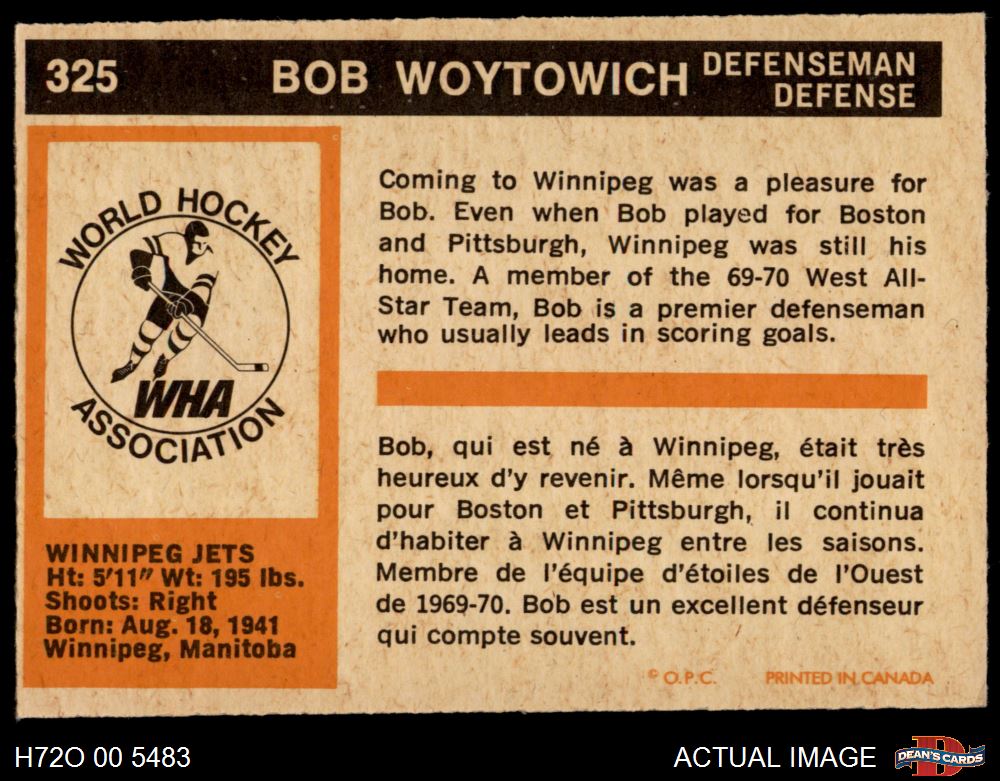 325 BOB WOYTOWICH DEFENSEMAN
DEFENSE
WORLD HOCKEY
WHA
ASSOCIATION
WINNIPEG JETS
Ht: 5'11" Wt: 195 lbs.
Shoots: Right
Born: Aug. 18, 1941
Winnipeg, Manitoba
Coming to Winnipeg was a pleasure for
Bob. Even when Bob played for Boston
and Pittsburgh, Winnipeg was still his
home. A member of the 69-70 West All-
Star Team, Bob is a premier defenseman
who usually leads in scoring goals.
Bob, qui est né à Winnipeg, était très
heureux d'y revenir. Même lorsqu'il jouait
pour Boston et Pittsburgh, il continua
d'habiter à Winnipeg entre les saisons.
Membre de l'équipe d'étoiles de l'Ouest
de 1969-70. Bob est un excellent défenseur
qui compte souvent.
© O.P.C. PRINTED IN CANADA
H72O 00 5483
ACTUAL IMAGE
D
DEAN'S CARDS